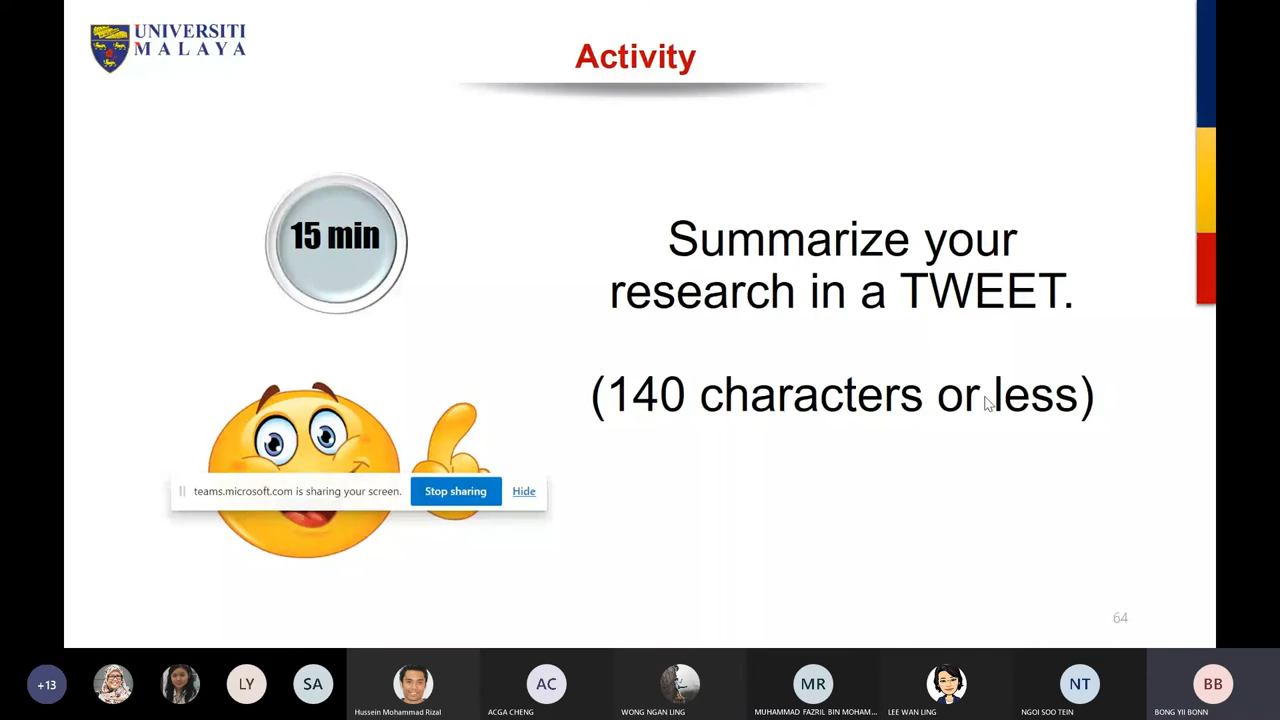 UNIVERSITI
MALAYA
Activity
15 min
Summarize your
research in a TWEET.
(140 characters or less)
teams.microsoft.com is sharing your screen.
Stop sharing
Hide
64
+13
LY
SA
Hussein Mohammad Rizal
AC
ACGA CHENG
WONG NGAN LING
MR
MUHAMMAD FAZRIL BIN MOHAM...
LEE WAN LING
NT
NGOI SOO TEIN
BB
BONG YII BONN